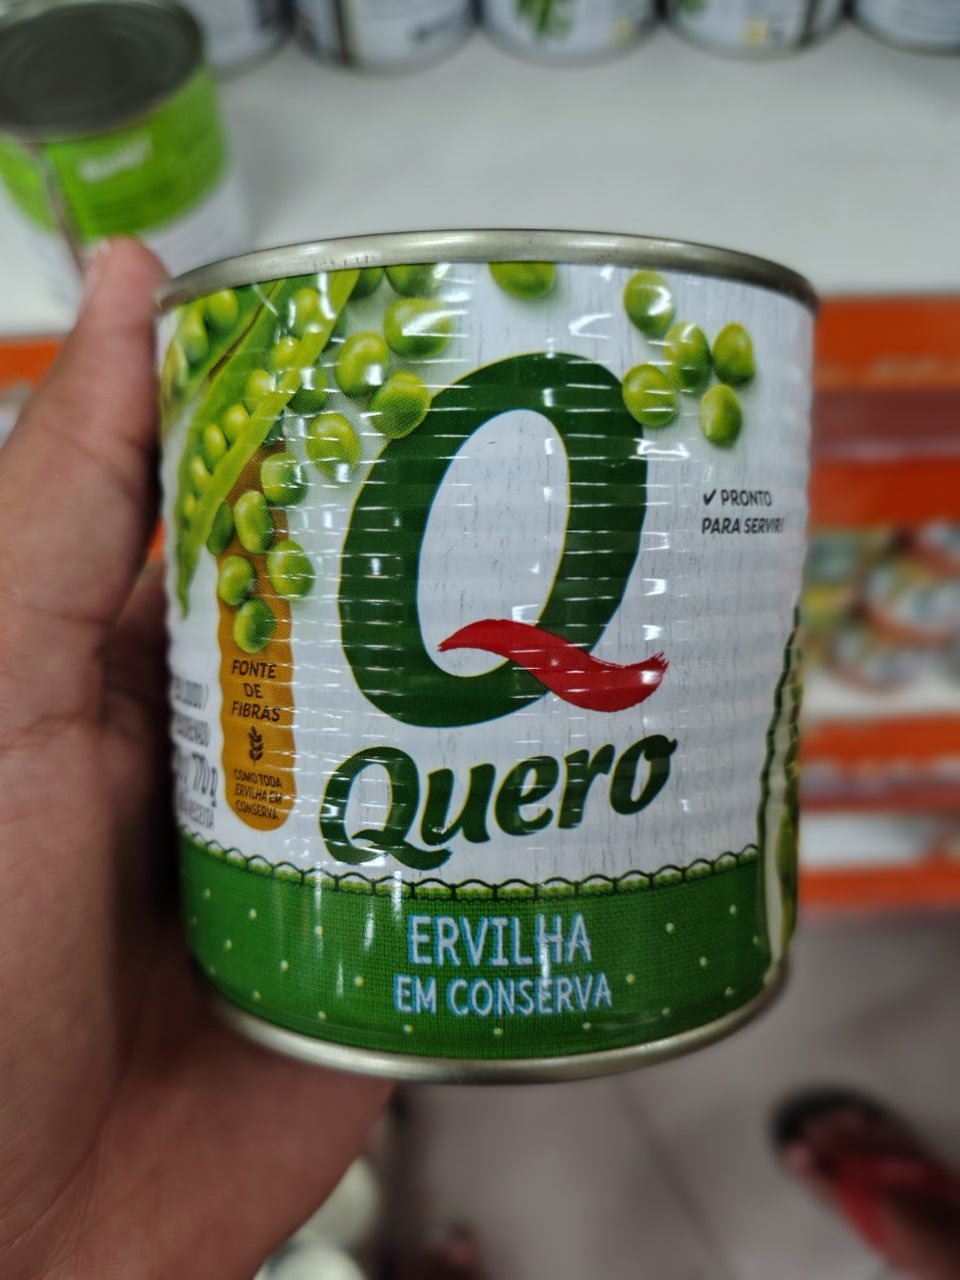 ✓ PRONTO
PARA SERVIR!
FONTE
DE
FIBRAS
COMO TODA
ERVILHA EM
CONSERVA
Quero
ERVILHA
EM CONSERVA